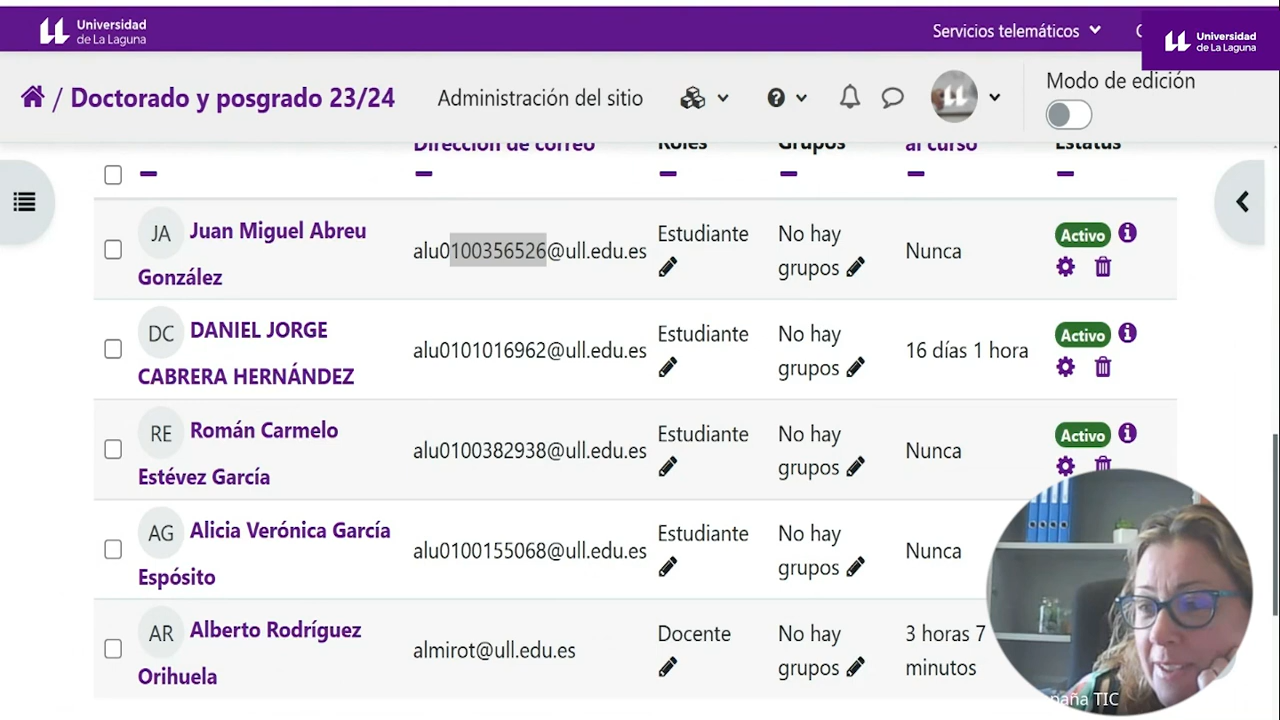 Universidad
de La Laguna
Servicios telemáticos
Universidad
de La Laguna
/ Doctorado y posgrado 23/24
Administración del sitio
Modo de edición
Dirección de correo
Roles
Grupos
al curso
Estatus
JA
Juan Miguel Abreu
González
alu0100356526@ull.edu.es
Estudiante
No hay
grupos
Nunca
Activo
DC
DANIEL JORGE
CABRERA HERNÁNDEZ
alu0101016962@ull.edu.es
Estudiante
No hay
grupos
16 días 1 hora
Activo
RE
Román Carmelo
Estévez García
alu0100382938@ull.edu.es
Estudiante
No hay
grupos
Nunca
Activo
AG
Alicia Verónica García
Espósito
alu0100155068@ull.edu.es
Estudiante
No hay
grupos
Nunca
AR
Alberto Rodríguez
Orihuela
almirot@ull.edu.es
Docente
No hay
grupos
3 horas 7
minutos
TIC